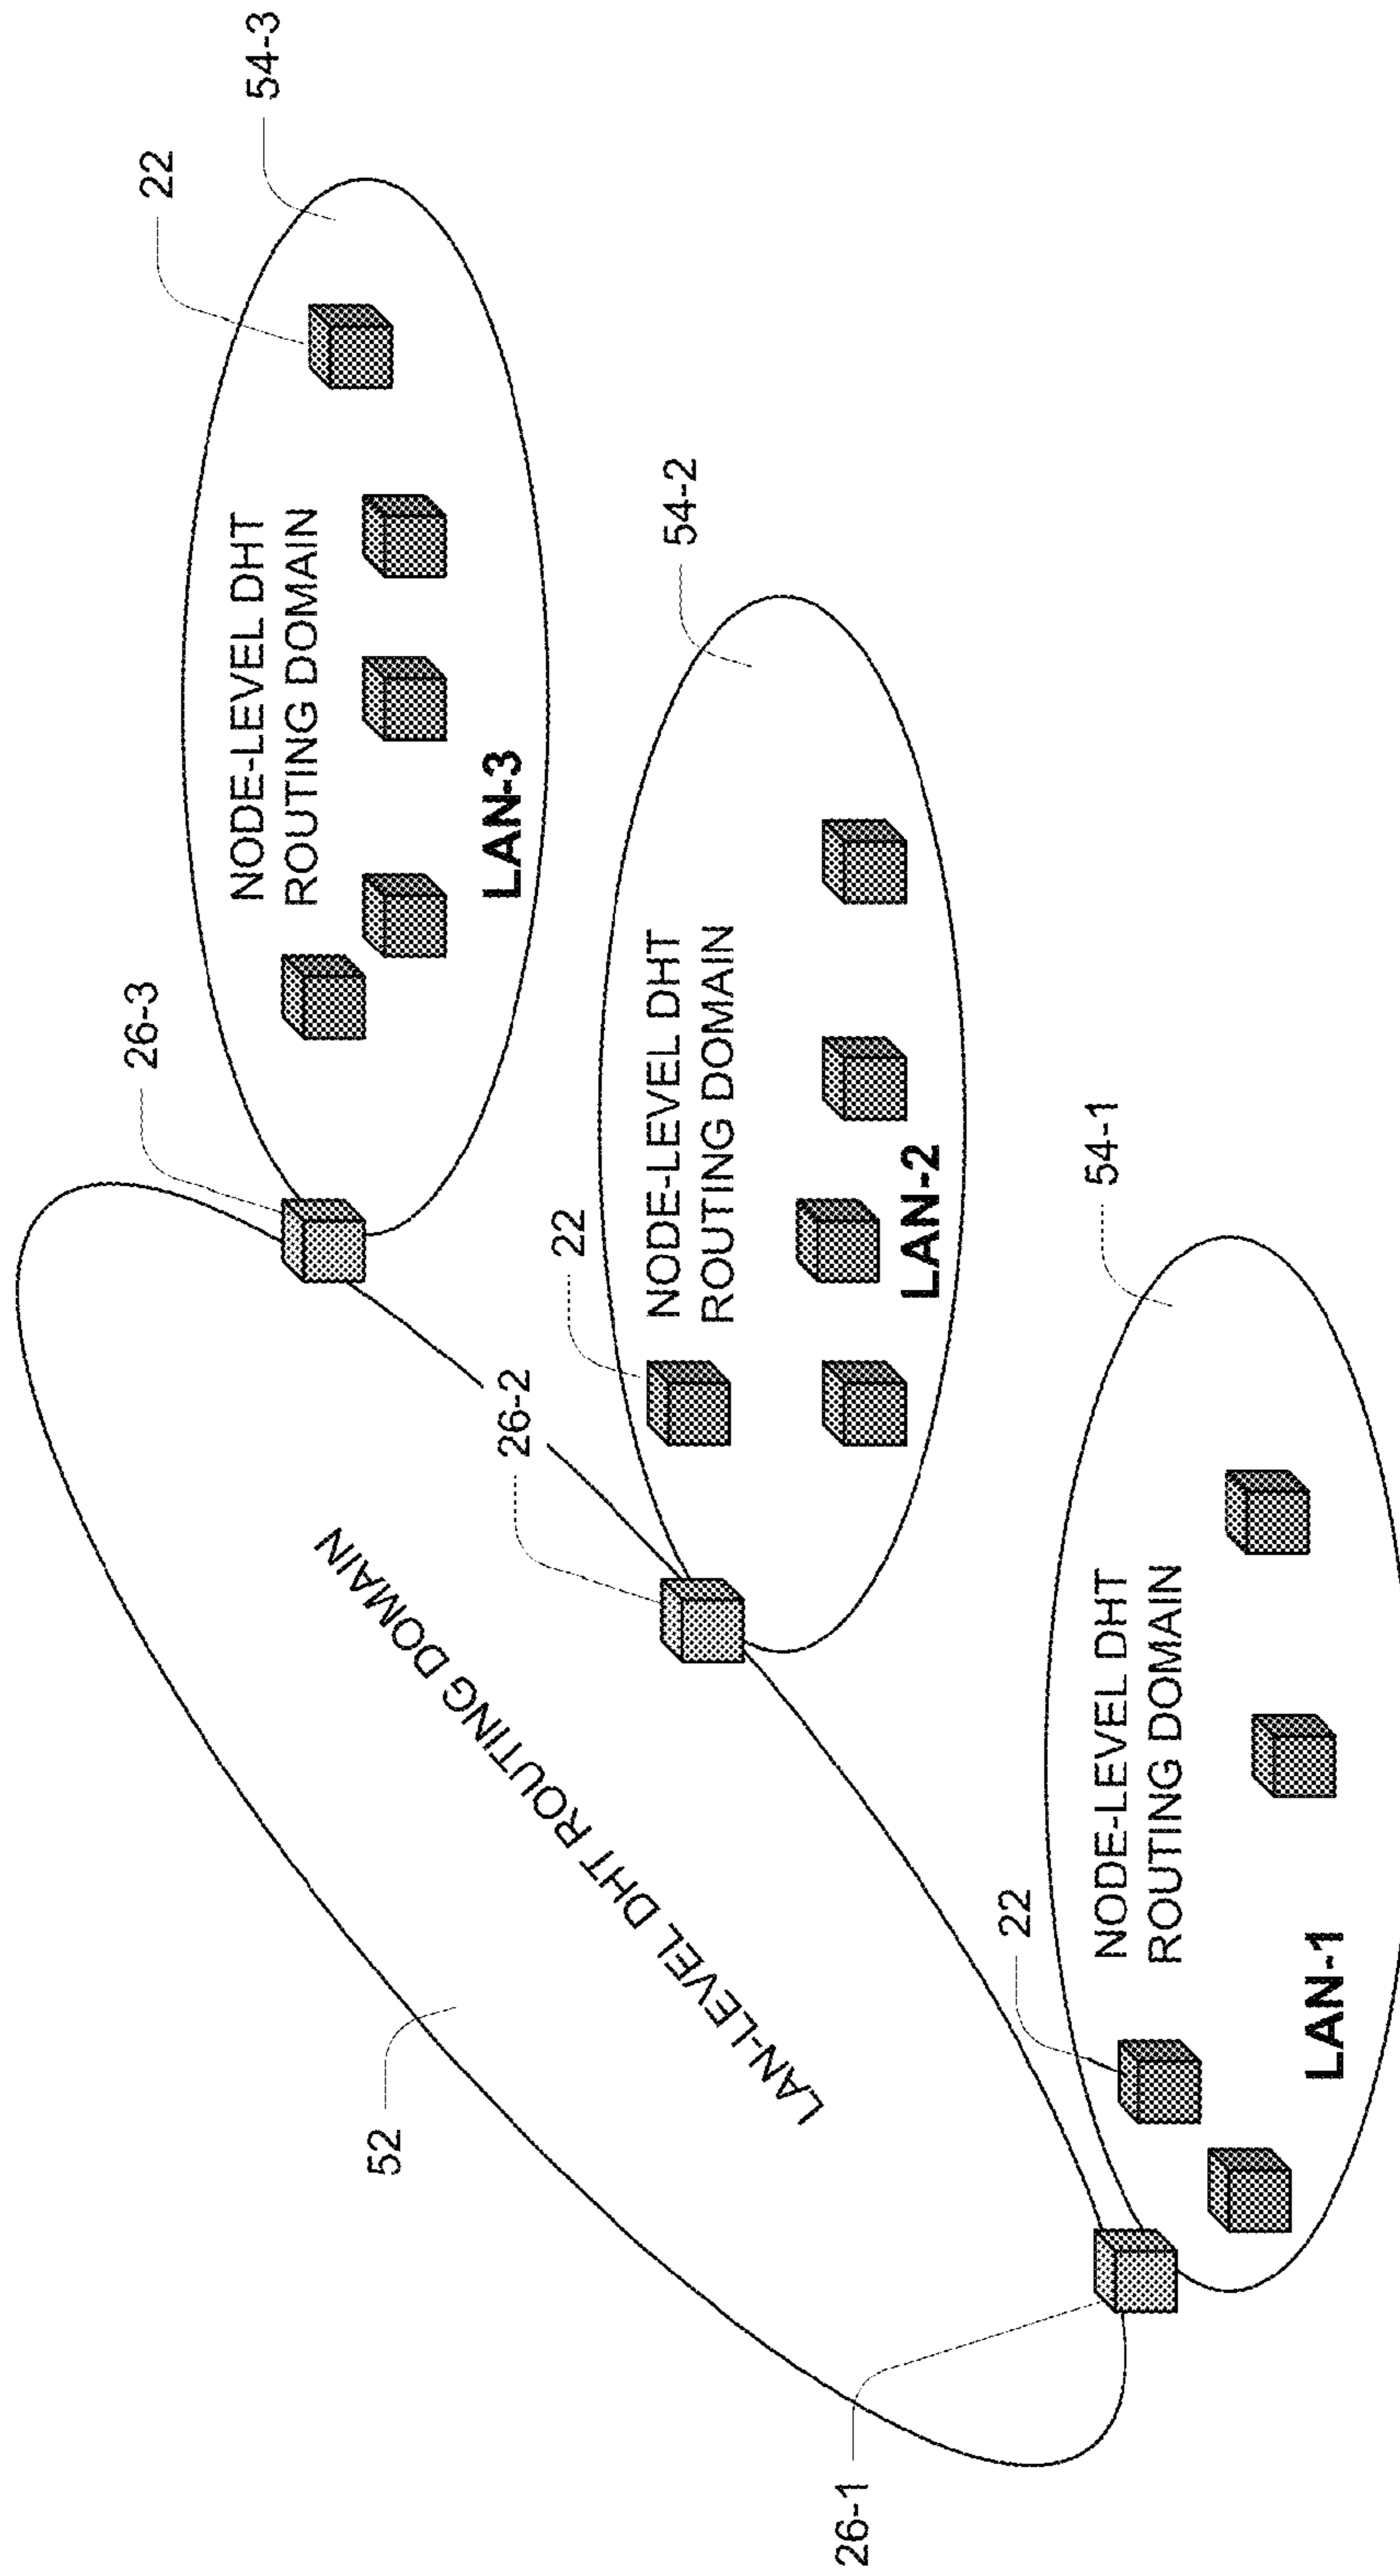 52
LAN-LEVEL DHT ROUTING DOMAIN
26-1
26-2
26-3
22
NODE-LEVEL DHT
ROUTING DOMAIN
LAN-1
54-1
22
NODE-LEVEL DHT
ROUTING DOMAIN
LAN-2
54-2
22
NODE-LEVEL DHT
ROUTING DOMAIN
LAN-3
54-3